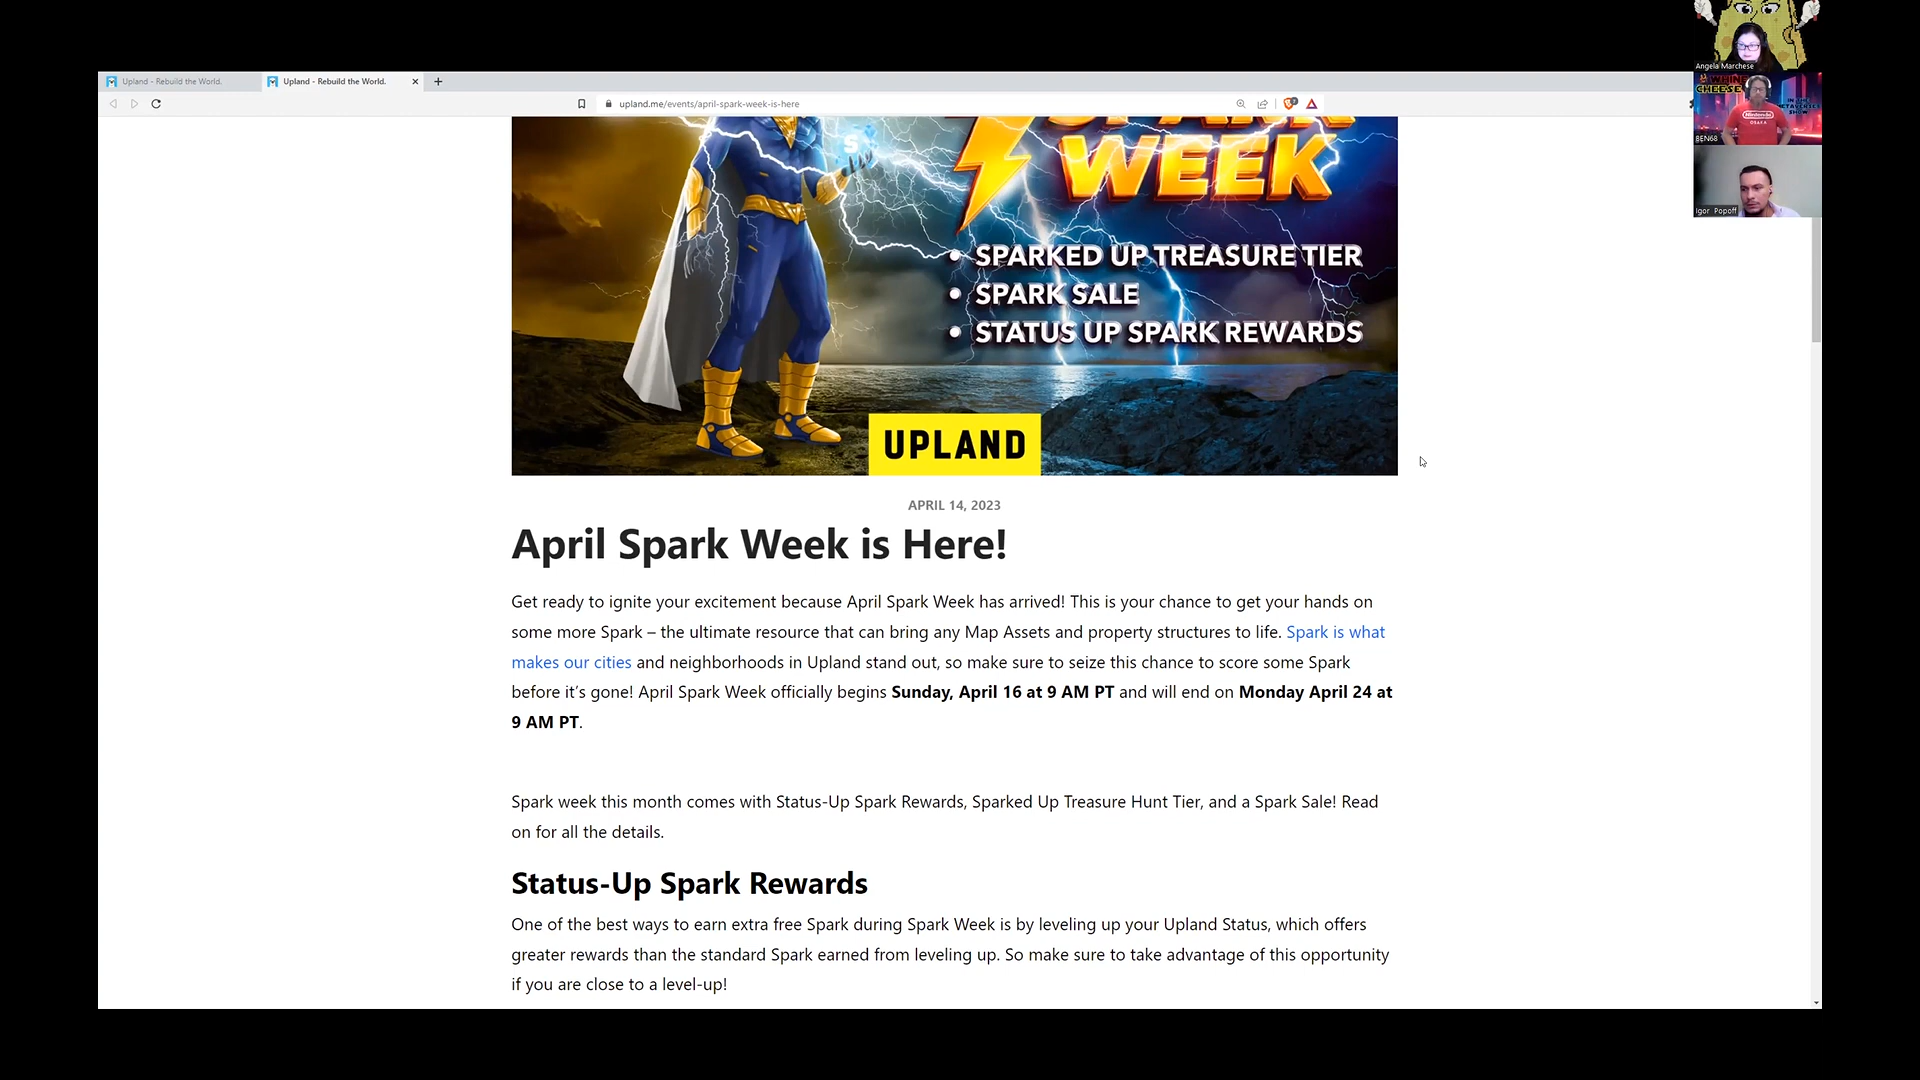 Angela Marchese
Upland - Rebuild the World.
Upland - Rebuild the World.
upland.me/events/april-spark-week-is-here
WHINE
CHEESE
IN THE
METAVERSE
SHOW
Nintendo
OSAKA
BEN68
Igor Popoff
S
SPARK
WEEK
• SPARKED UP TREASURE TIER
• SPARK SALE
• STATUS UP SPARK REWARDS
UPLAND
APRIL 14, 2023
April Spark Week is Here!
Get ready to ignite your excitement because April Spark Week has arrived! This is your chance to get your hands on
some more Spark – the ultimate resource that can bring any Map Assets and property structures to life. Spark is what
makes our cities and neighborhoods in Upland stand out, so make sure to seize this chance to score some Spark
before it’s gone! April Spark Week officially begins Sunday, April 16 at 9 AM PT and will end on Monday April 24 at
9 AM PT.
Spark week this month comes with Status-Up Spark Rewards, Sparked Up Treasure Hunt Tier, and a Spark Sale! Read
on for all the details.
Status-Up Spark Rewards
One of the best ways to earn extra free Spark during Spark Week is by leveling up your Upland Status, which offers
greater rewards than the standard Spark earned from leveling up. So make sure to take advantage of this opportunity
if you are close to a level-up!